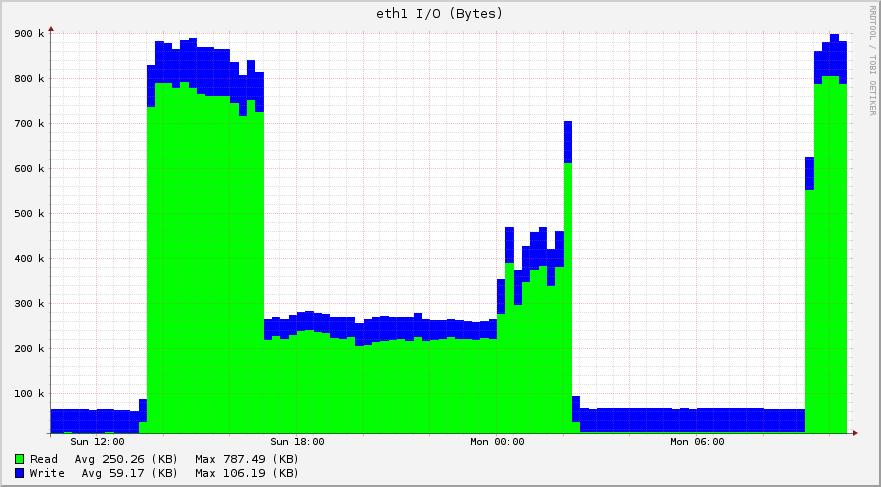 eth1 I/O (Bytes)
RRDTOOL / TOBI OETIKER
900 k
800 k
700 k
600 k
500 k
400 k
300 k
200 k
100 k
Sun 12:00 Sun 18:00 Mon 00:00 Mon 06:00
Read Avg 250.26 (KB) Max 787.49 (KB)
Write Avg 59.17 (KB) Max 106.19 (KB)